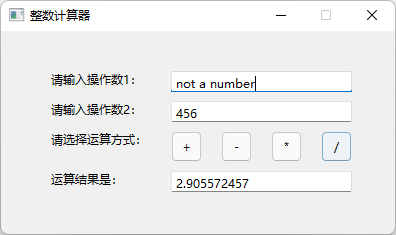 整数计算器
请输入操作数1：
not a number
请输入操作数2：
456
请选择运算方式：
+ - * /
运算结果是：
2.905572457